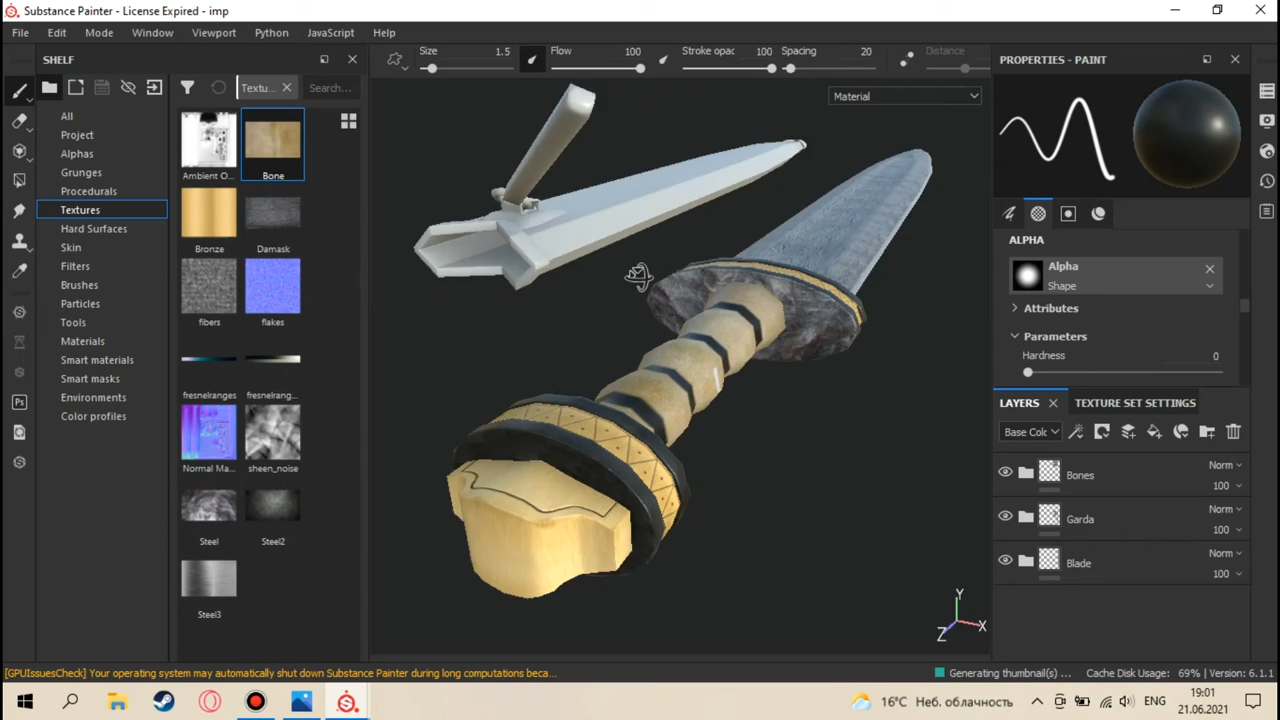 Substance Painter - License Expired - imp
File Edit Mode Window Viewport Python JavaScript Help
SHELF
Textu...
Search...
All
Project
Alphas
Grunges
Procedurals
Textures
Hard Surfaces
Skin
Filters
Brushes
Particles
Tools
Materials
Smart materials
Smart masks
Environments
Color profiles
Ambient O...
Bone
Bronze
Damask
fibers
flakes
fresnelranges
fresnelrang...
Normal Ma...
sheen_noise
Steel
Steel2
Steel3
Size 1.5
Flow 100
Stroke opac 100
Spacing 20
Distance
Material
Y
X
Z
PROPERTIES - PAINT
ALPHA
Alpha
Shape
Attributes
Parameters
Hardness 0
LAYERS
TEXTURE SET SETTINGS
Base Col
Norm
Bones
100
Norm
Garda
100
Norm
Blade
100
[GPUIssuesCheck] Your operating system may automatically shut down Substance Painter during long computations beca...
Generating thumbnail(s) ...
Cache Disk Usage: 69% | Version: 6.1.1
Ps
16°C Неб. облачность
ENG
19:01
21.06.2021